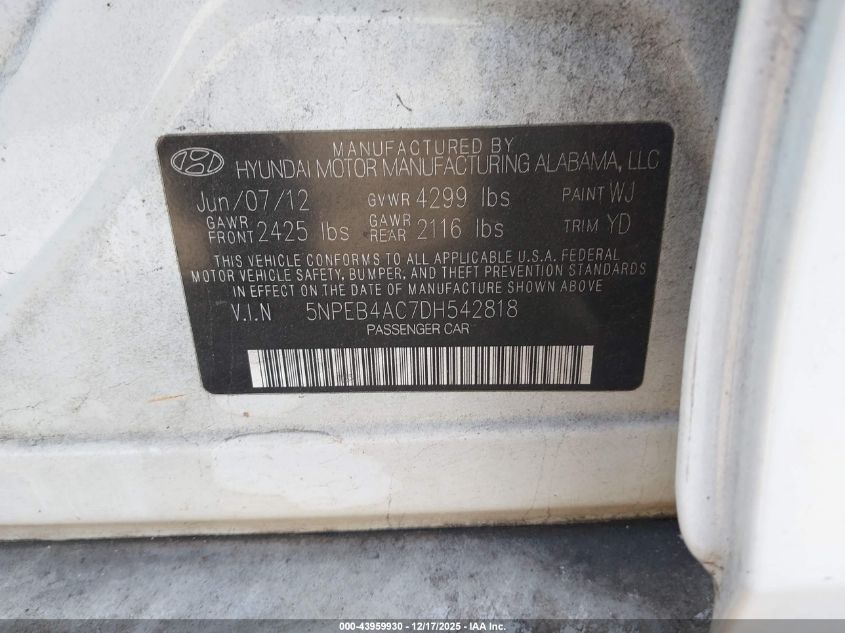 MANUFACTURED BY
HYUNDAI MOTOR MANUFACTURING ALABAMA, LLC
Jun/07/12 GVWR 4299 lbs PAINT WJ
GAWR FRONT 2425 lbs GAWR REAR 2116 lbs TRIM YD
THIS VEHICLE CONFORMS TO ALL APPLICABLE U.S.A. FEDERAL
MOTOR VEHICLE SAFETY, BUMPER, AND THEFT PREVENTION STANDARDS
IN EFFECT ON THE DATE OF MANUFACTURE SHOWN ABOVE
V.I.N 5NPEB4AC7DH542818
PASSENGER CAR
000-43959930 - 12/17/2025 - IAA Inc.